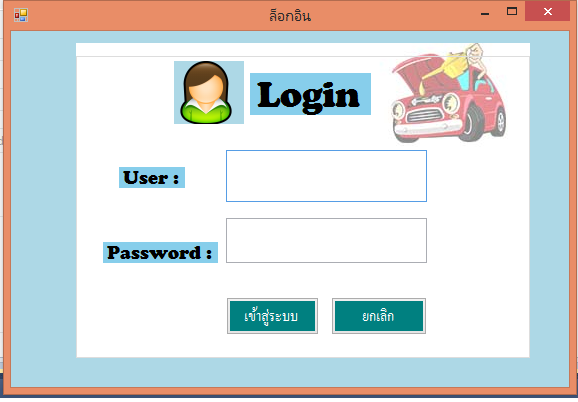 ล็อกอิน
Login
User :
Password :
เข้าสู่ระบบ
ยกเลิก